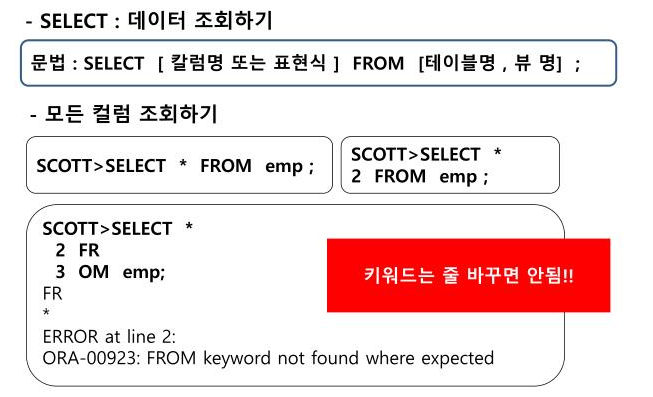 - SELECT : 데이터 조회하기
문법 : SELECT [ 칼럼명 또는 표현식 ] FROM [테이블명 , 뷰 명] ;
- 모든 컬럼 조회하기
SCOTT>SELECT * FROM emp ;
SCOTT>SELECT *
2 FROM emp ;
SCOTT>SELECT *
2 FR
3 OM emp;
FR
*
ERROR at line 2:
ORA-00923: FROM keyword not found where expected
키워드는 줄 바꾸면 안됨!!